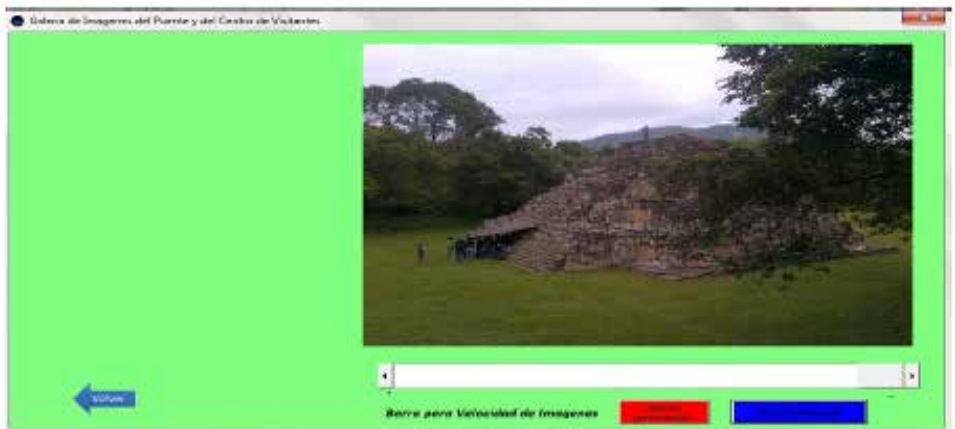 Galeria de Imagenes del Puente y del Centro de Visitantes
Volver
Barra para Velocidad de Imagenes